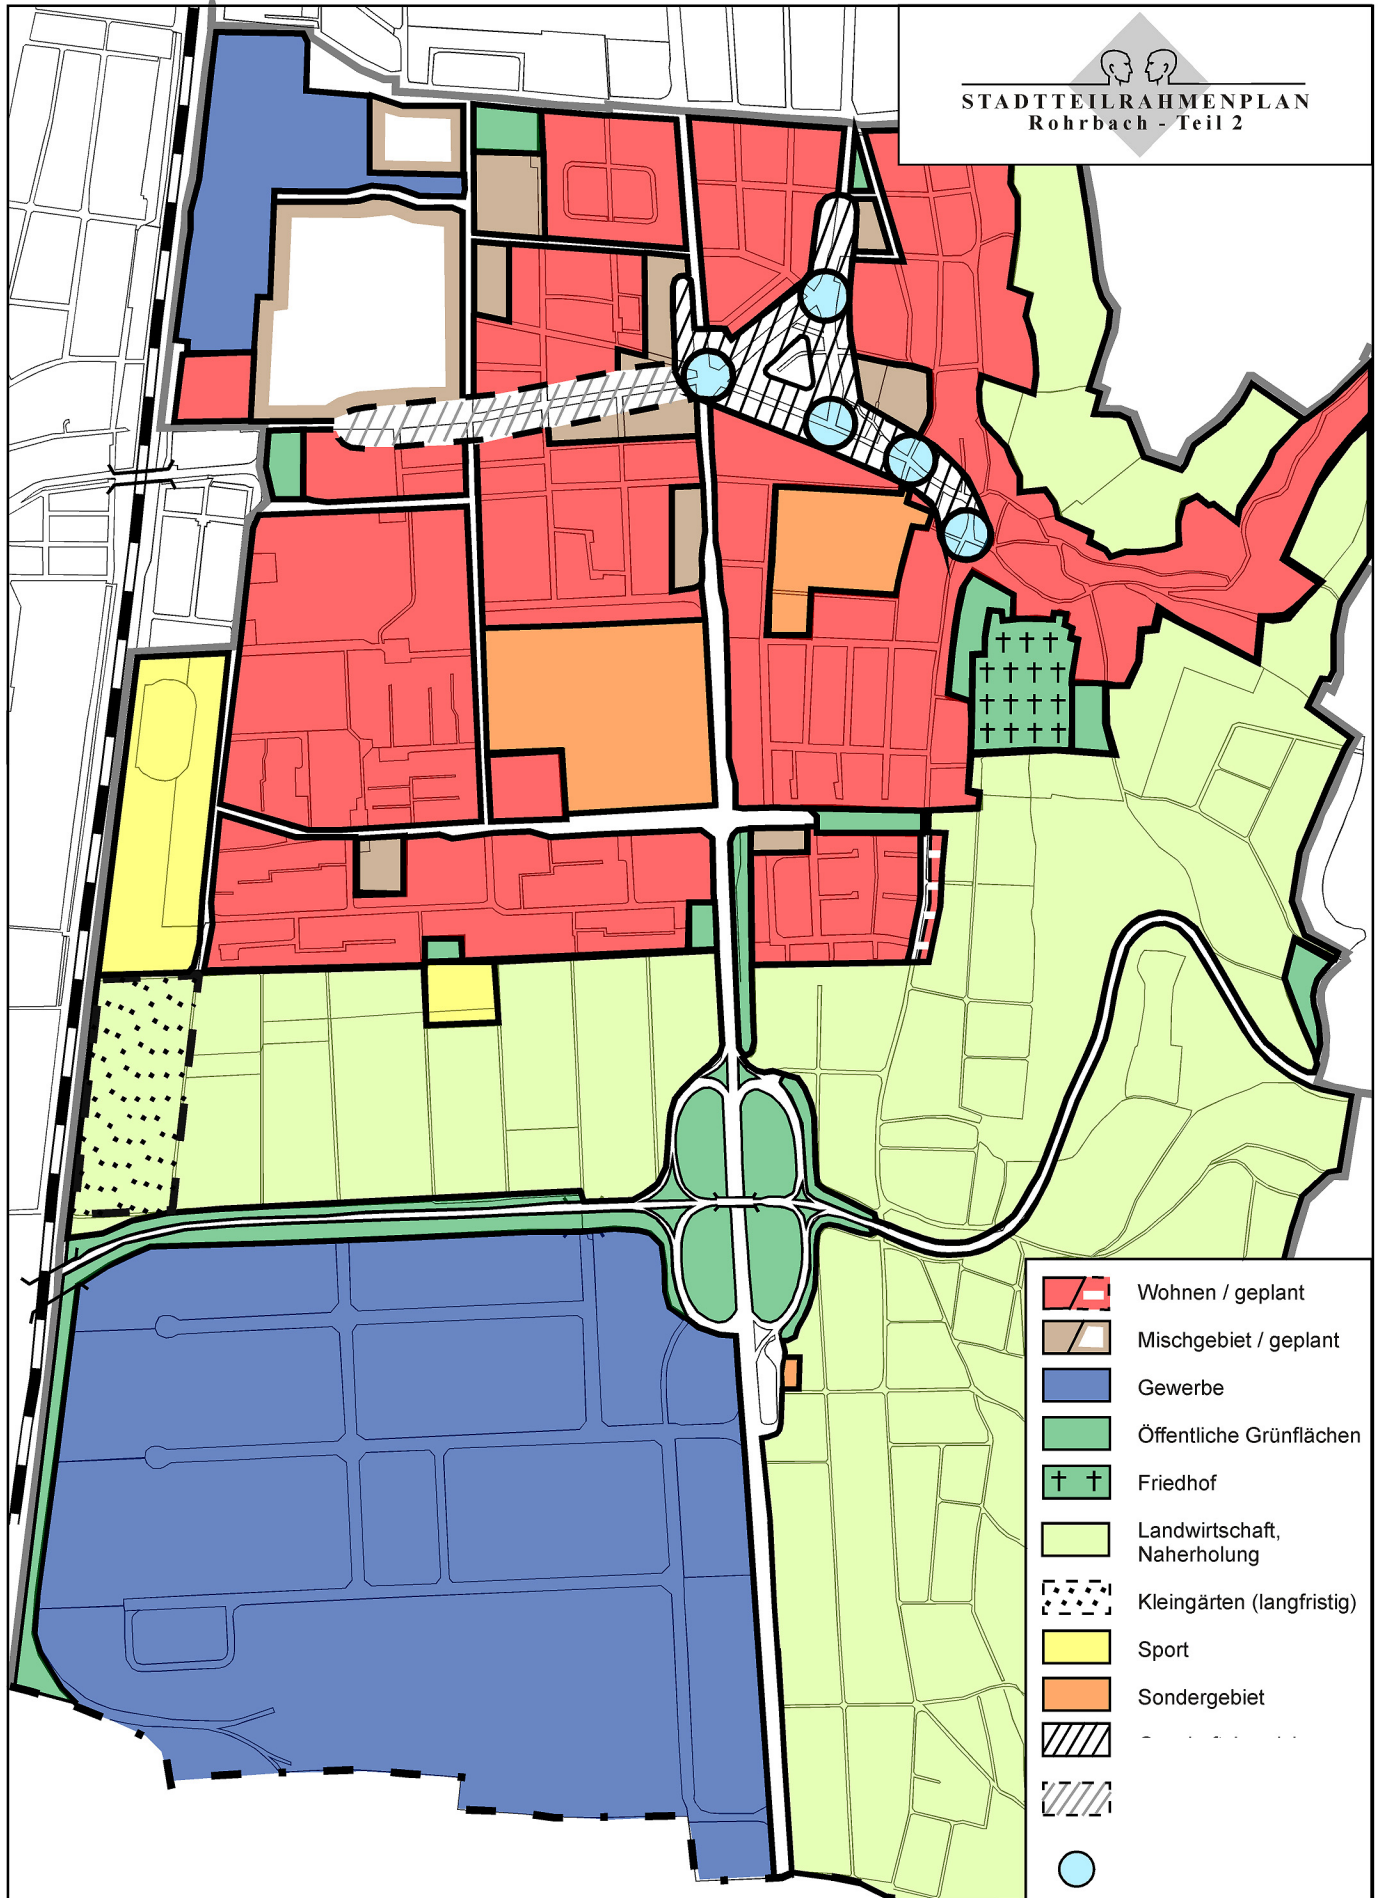 STADTTEILRAHMENPLAN
Rohrbach - Teil 2
Wohnen / geplant
Mischgebiet / geplant
Gewerbe
Öffentliche Grünflächen
Friedhof
Landwirtschaft,
Naherholung
Kleingärten (langfristig)
Sport
Sondergebiet